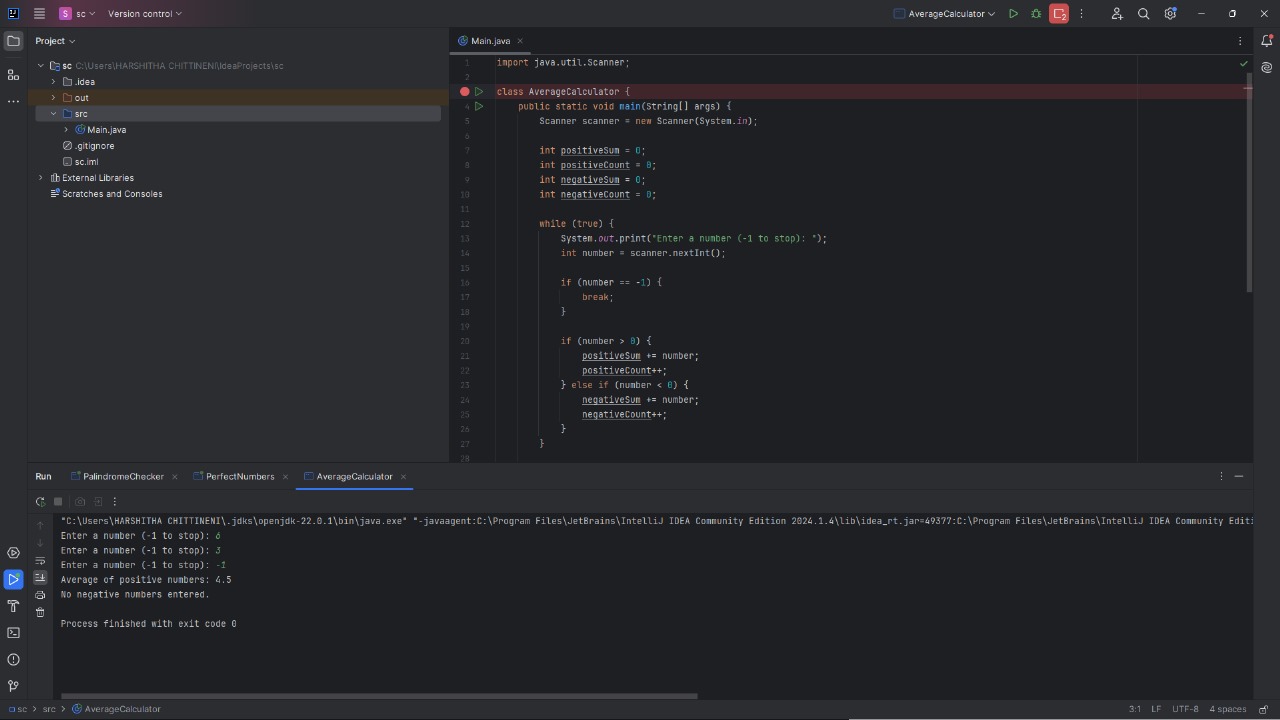 S sc Version control AverageCalculator 2
Project
sc C:\Users\HARSHITHA CHITTINENI\IdeaProjects\sc
.idea
out
src
Main.java
.gitignore
sc.iml
External Libraries
Scratches and Consoles
Main.java
1 import java.util.Scanner;
2
class AverageCalculator {
4 public static void main(String[] args) {
5 Scanner scanner = new Scanner(System.in);
6
7 int positiveSum = 0;
8 int positiveCount = 0;
9 int negativeSum = 0;
10 int negativeCount = 0;
11
12 while (true) {
13 System.out.print("Enter a number (-1 to stop): ");
14 int number = scanner.nextInt();
15
16 if (number == -1) {
17 break;
18 }
19
20 if (number > 0) {
21 positiveSum += number;
22 positiveCount++;
23 } else if (number < 0) {
24 negativeSum += number;
25 negativeCount++;
26 }
27 }
28
Run PalindromeChecker PerfectNumbers AverageCalculator
"C:\Users\HARSHITHA CHITTINENI\.jdks\openjdk-22.0.1\bin\java.exe" "-javaagent:C:\Program Files\JetBrains\IntelliJ IDEA Community Edition 2024.1.4\lib\idea_rt.jar=49377:C:\Program Files\JetBrains\IntelliJ IDEA Community Editi
Enter a number (-1 to stop): 6
Enter a number (-1 to stop): 3
Enter a number (-1 to stop): -1
Average of positive numbers: 4.5
No negative numbers entered.
Process finished with exit code 0
sc > src > AverageCalculator 3:1 LF UTF-8 4 spaces